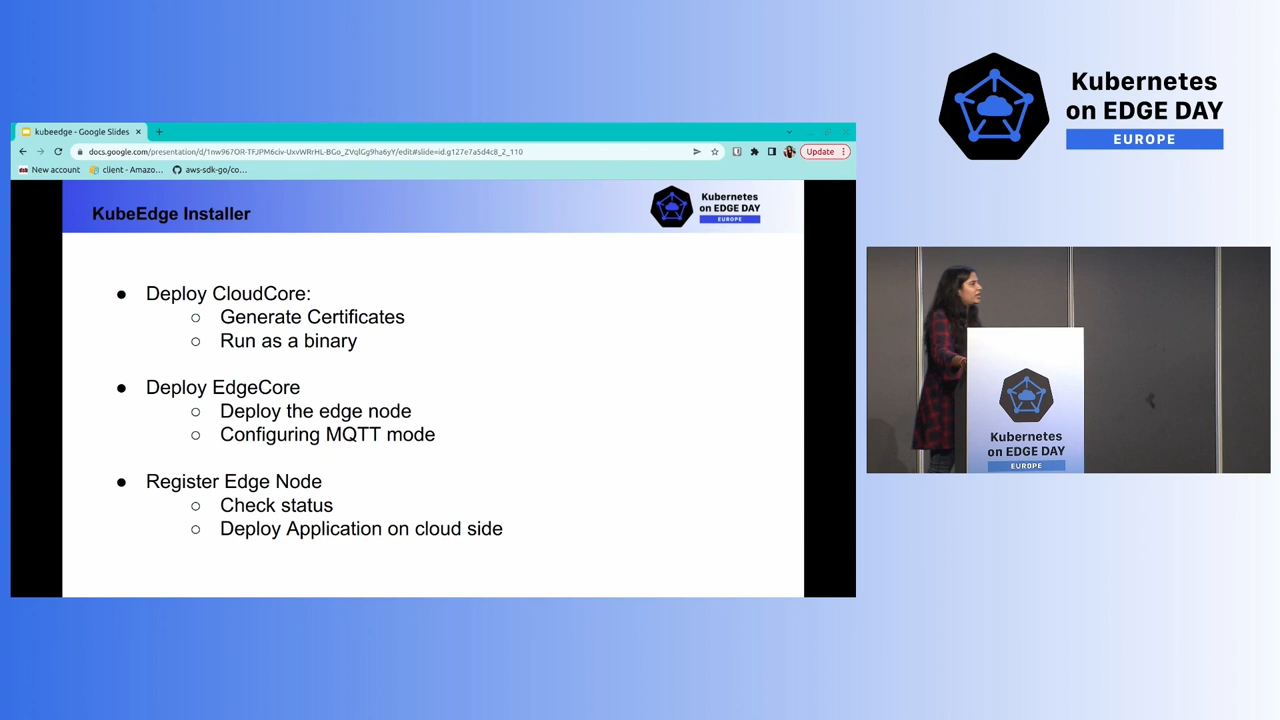 Kubernetes
on EDGE DAY
EUROPE
kubeedge - Google Slides
Update
New account
client - Amazo...
aws-sdk-go/co...
KubeEdge Installer
Kubernetes
on EDGE DAY
EUROPE
● Deploy CloudCore:
○ Generate Certificates
○ Run as a binary
● Deploy EdgeCore
○ Deploy the edge node
○ Configuring MQTT mode
● Register Edge Node
○ Check status
○ Deploy Application on cloud side
Kubernetes
on EDGE DAY
EUROPE